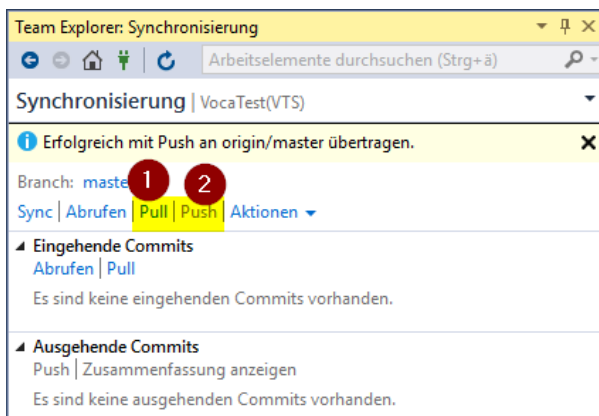 Team Explorer: Synchronisierung
Arbeitselemente durchsuchen (Strg+ä)
Synchronisierung | VocaTest(VTS)
Erfolgreich mit Push an origin/master übertragen.
1 2
Branch: maste
Sync | Abrufen | Pull | Push | Aktionen
Eingehende Commits
Abrufen | Pull
Es sind keine eingehenden Commits vorhanden.
Ausgehende Commits
Push | Zusammenfassung anzeigen
Es sind keine ausgehenden Commits vorhanden.